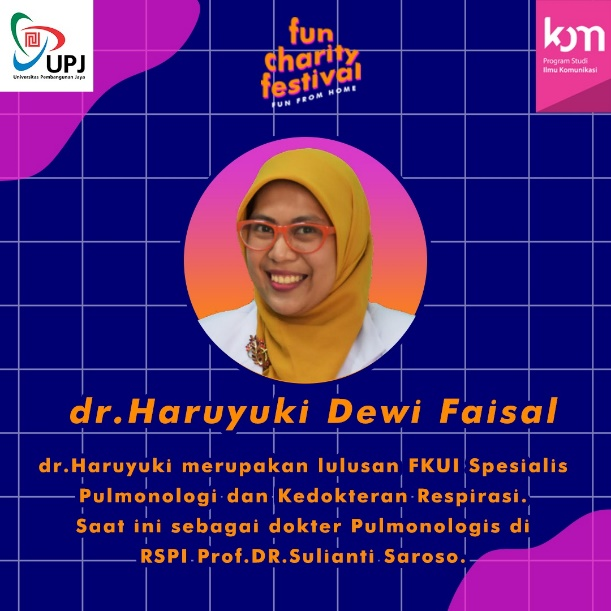 UPJ
Universitas Pembangunan Jaya
fun
charity
festival
FUN FROM HOME
kom
Program Studi
Ilmu Komunikasi
dr.Haruyuki Dewi Faisal
dr.Haruyuki merupakan lulusan FKUI Spesialis
Pulmonologi dan Kedokteran Respirasi.
Saat ini sebagai dokter Pulmonologis di
RSPI Prof.DR.Sulianti Saroso.